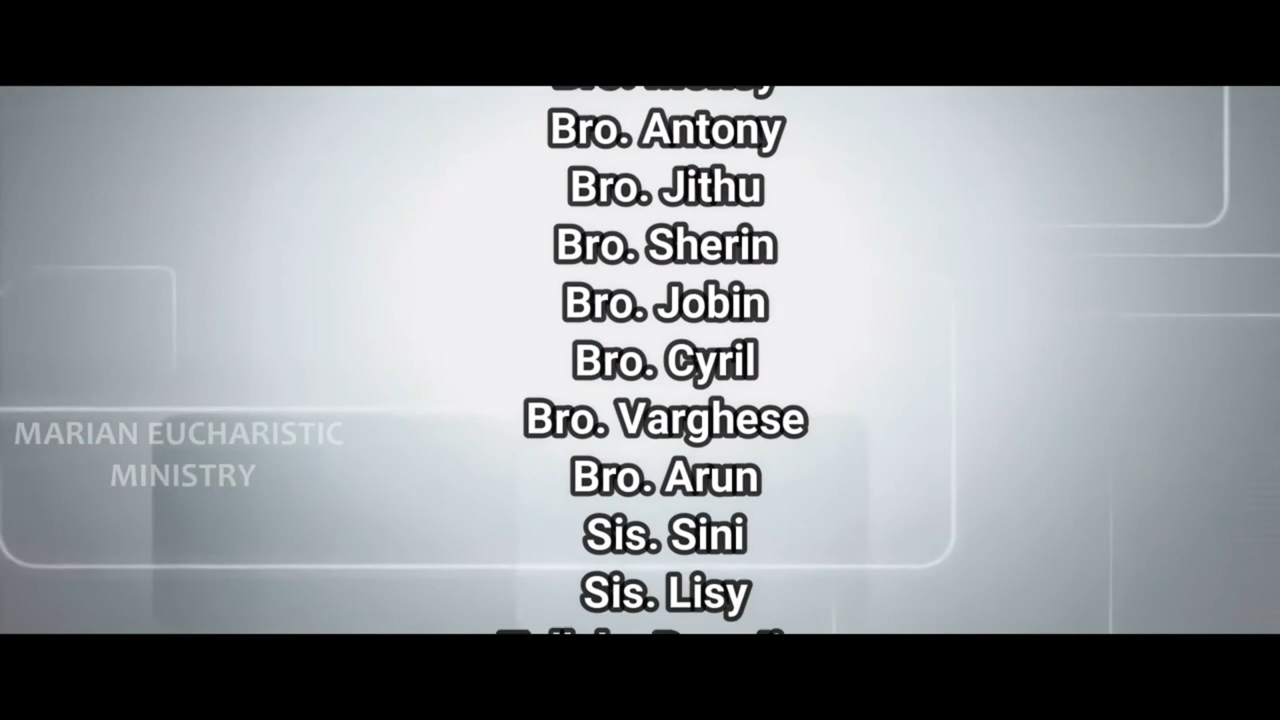 Bro. Antony
Bro. Jithu
Bro. Sherin
Bro. Jobin
Bro. Cyril
Bro. Varghese
Bro. Arun
Sis. Sini
Sis. Lisy
MARIAN EUCHARISTIC
MINISTRY